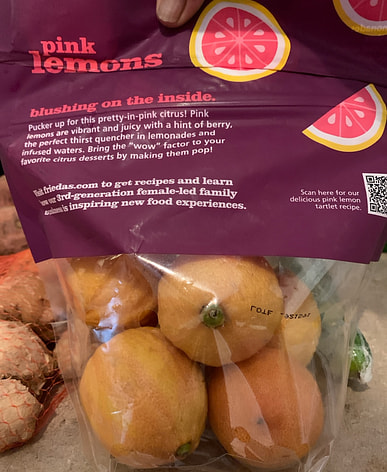 pink
lemons
blushing on the inside.
Pucker up for this pretty-in-pink citrus! Pink
lemons are vibrant and juicy with a hint of berry,
the perfect thirst quencher in lemonades and
infused waters. Bring the "wow" factor to your
favorite citrus desserts by making them pop!
friedas.com to get recipes and learn
3rd-generation female-led family
is inspiring new food experiences.
Scan here for our
delicious pink lemon
tartlet recipe.